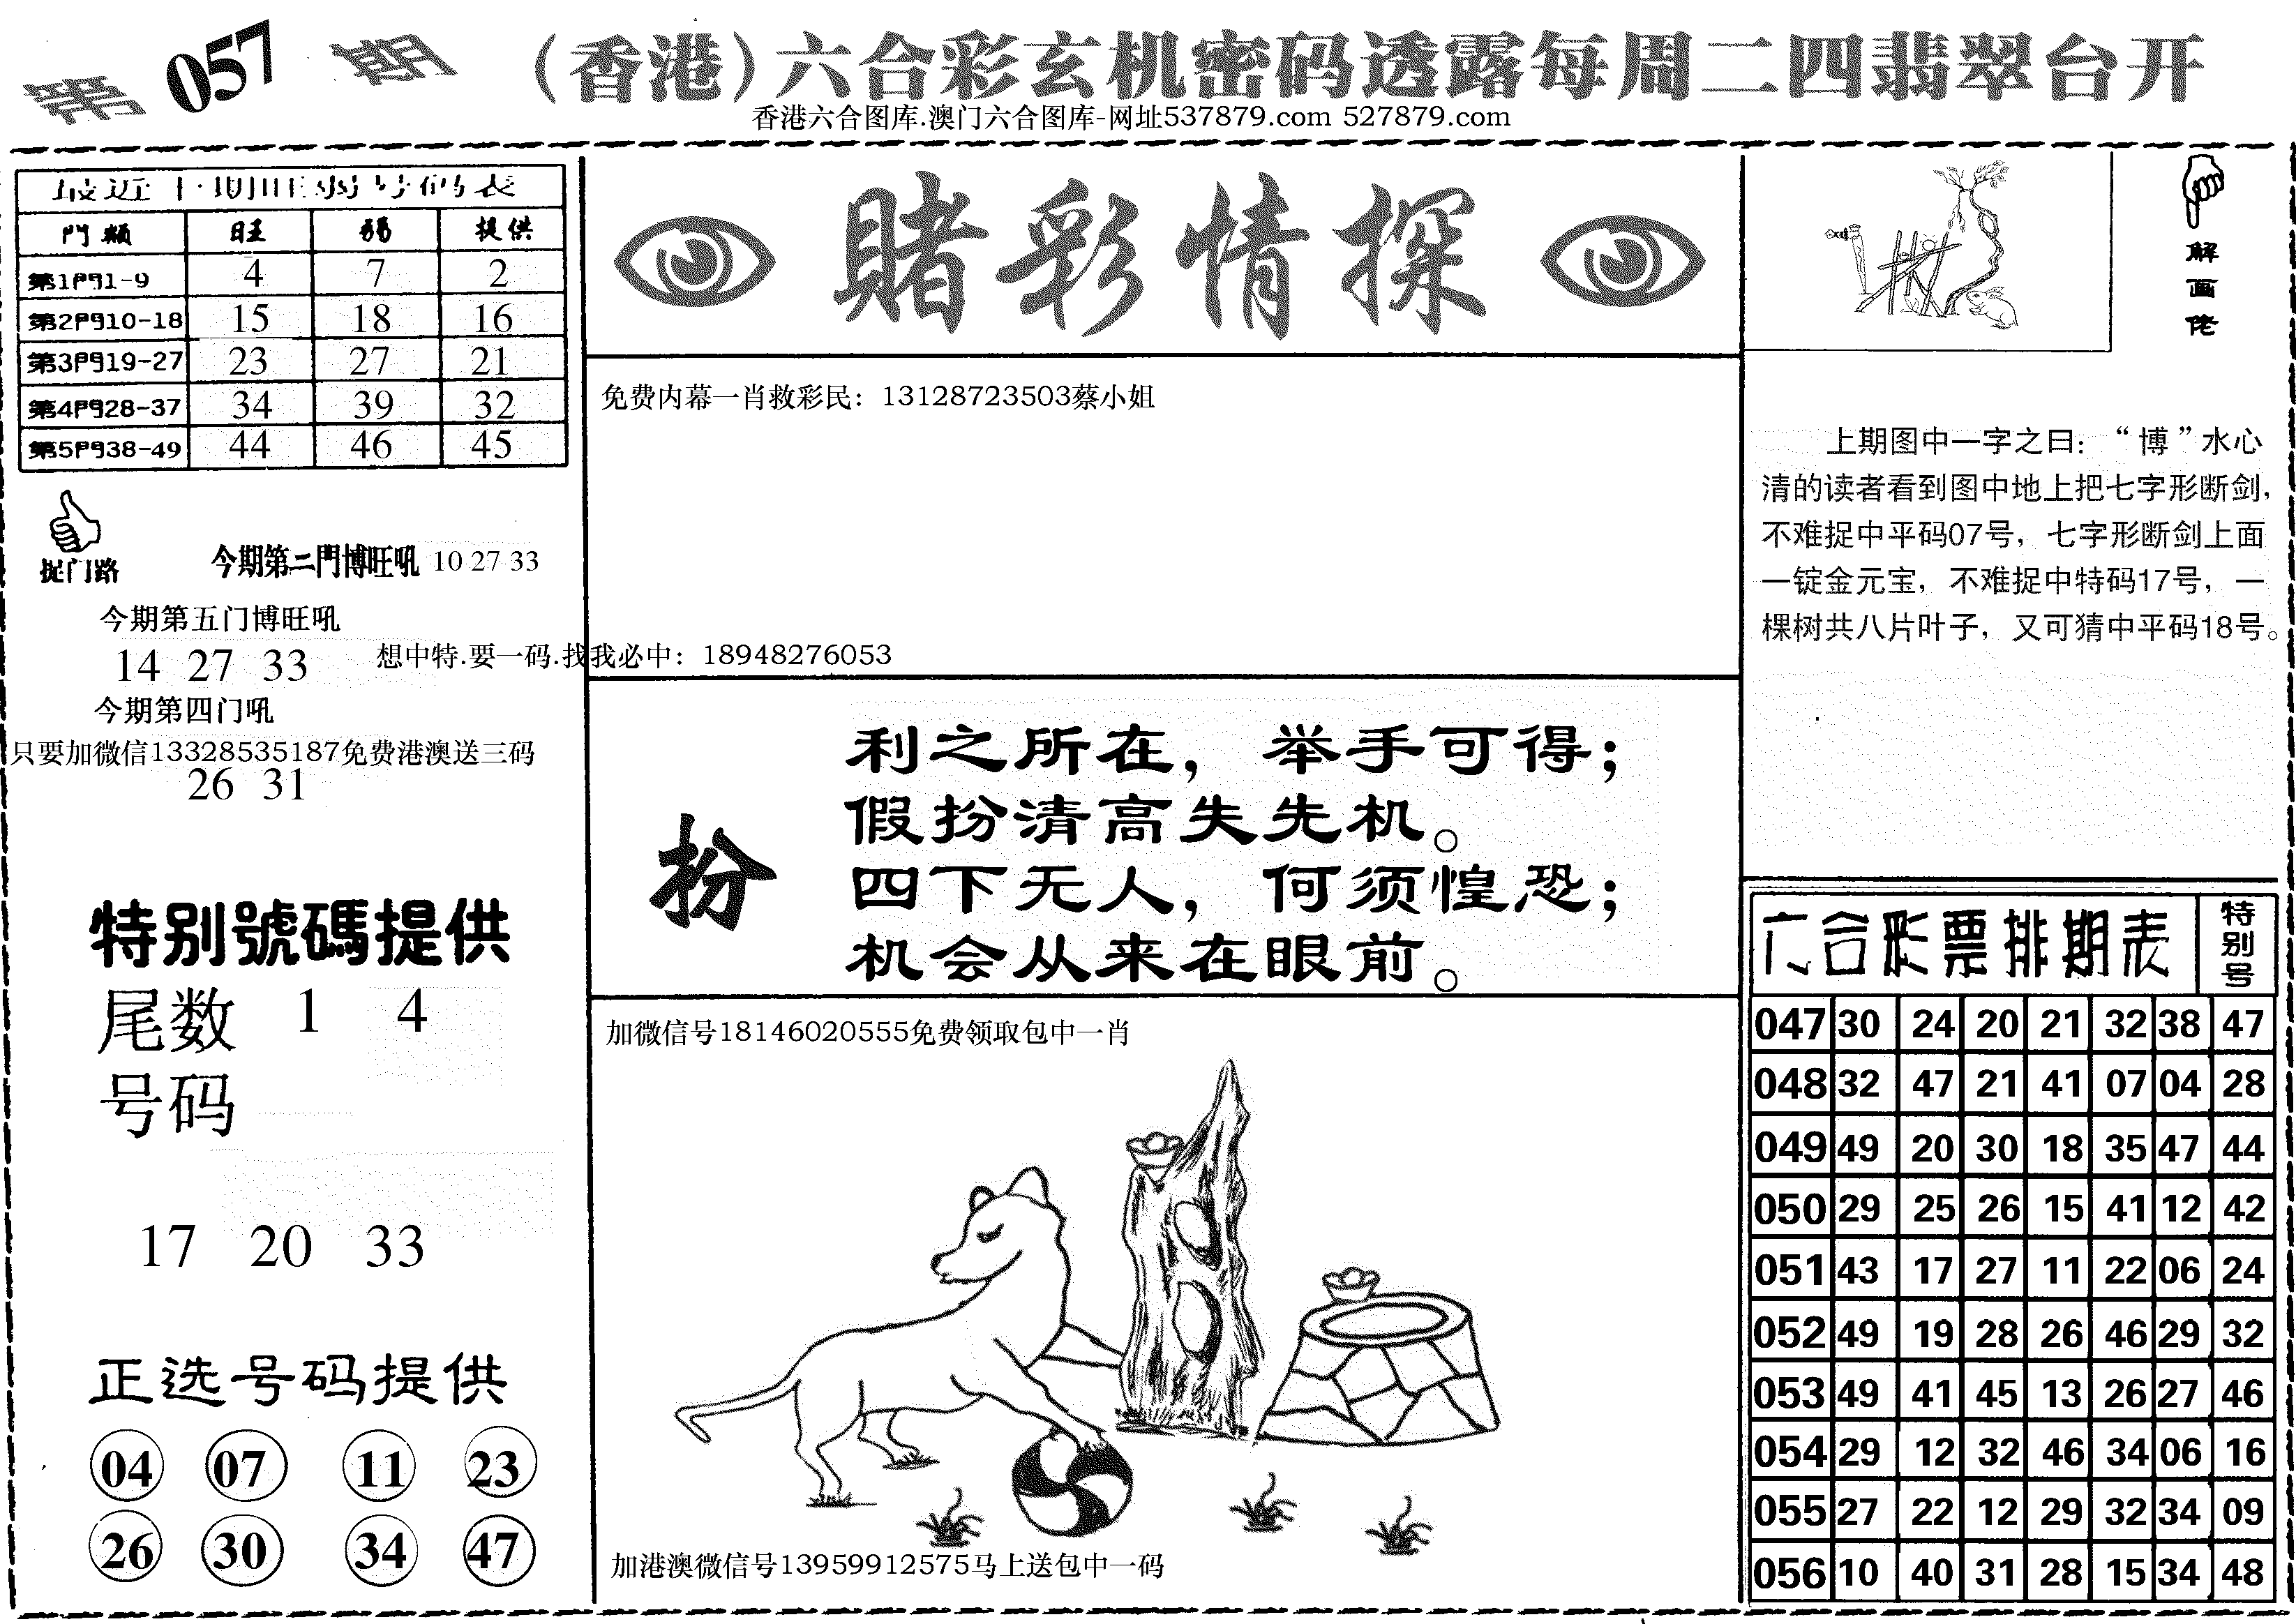 第057期
（香港）六合彩玄机密码透露每周二四翡翠台开
香港六合图库.澳门六合图库-网址537879.com 527879.com
最近十期旺弱号码表
門類 旺 弱 提供
第1門1-9 4 7 2
第2門10-18 15 18 16
第3門19-27 23 27 21
第4門28-37 34 39 32
第5門38-49 44 46 45
捉门路
今期第二門博旺吼 10 27 33
今期第五门博旺吼
14 27 33
今期第四门吼
只要加微信13328535187免费港澳送三码
26 31
特别號碼提供
尾数 1 4
号码
17 20 33
正选号码提供
04 07 11 23
26 30 34 47
賭彩情探
免费内幕一肖救彩民：13128723503蔡小姐
想中特.要一码.找我必中：18948276053
扮
利之所在，举手可得；
假扮清高失先机。
四下无人，何须惶恐；
机会从来在眼前。
加微信号18146020555免费领取包中一肖
加港澳微信号13959912575马上送包中一码
解画佬
上期图中一字之曰：“博”水心
清的读者看到图中地上把七字形断剑，
不难捉中平码07号，七字形断剑上面
一锭金元宝，不难捉中特码17号，一
棵树共八片叶子，又可猜中平码18号。
六合彩票排期表 特别号
047 30 24 20 21 32 38 47
048 32 47 21 41 07 04 28
049 49 20 30 18 35 47 44
050 29 25 26 15 41 12 42
051 43 17 27 11 22 06 24
052 49 19 28 26 46 29 32
053 49 41 45 13 26 27 46
054 29 12 32 46 34 06 16
055 27 22 12 29 32 34 09
056 10 40 31 28 15 34 48